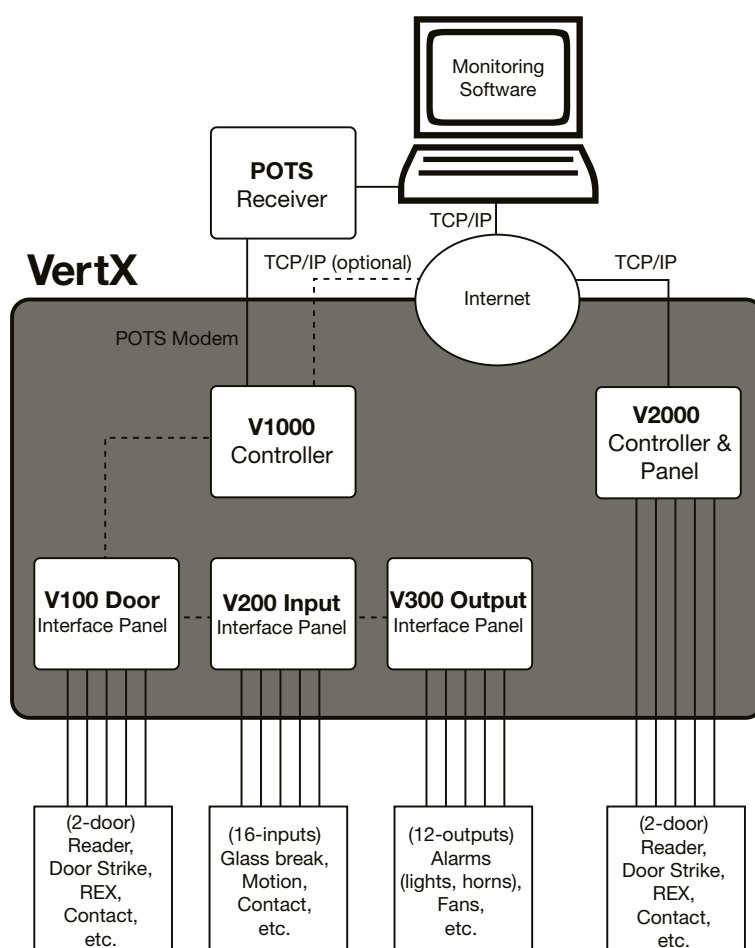 Monitoring
Software
POTS
Receiver
TCP/IP
VertX
TCP/IP (optional)
TCP/IP
Internet
POTS Modem
V1000
Controller
V2000
Controller &
Panel
V100 Door
Interface Panel
V200 Input
Interface Panel
V300 Output
Interface Panel
(2-door)
Reader,
Door Strike,
REX,
Contact,
etc.
(16-inputs)
Glass break,
Motion,
Contact,
etc.
(12-outputs)
Alarms
(lights, horns),
Fans,
etc.
(2-door)
Reader,
Door Strike,
REX,
Contact,
etc.